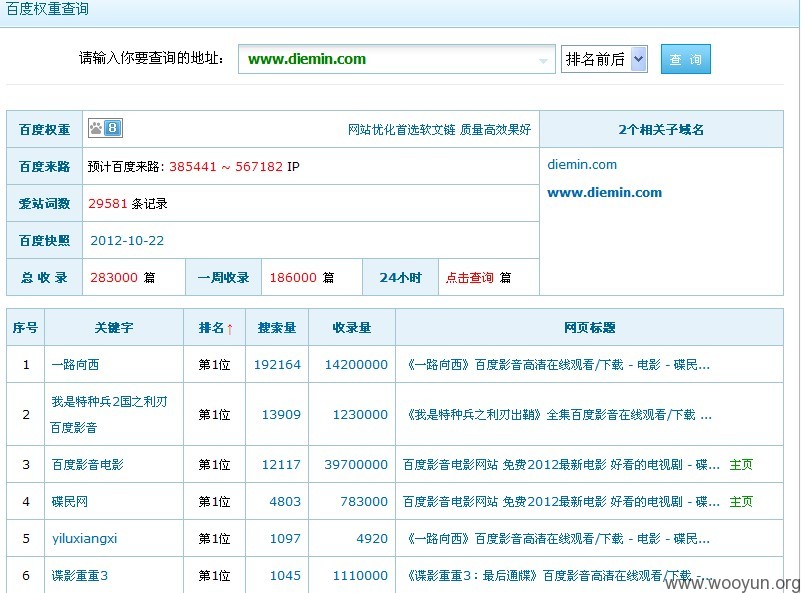 百度权重查询
请输入你要查询的地址： www.diemin.com 排名前后 查 询
百度权重 8 网站优化首选软文链 质量高效果好 2个相关子域名
百度来路 预计百度来路: 385441 ~ 567182 IP diemin.com
爱站词数 29581 条记录 www.diemin.com
百度快照 2012-10-22
总 收 录 283000 篇 一周收录 186000 篇 24小时 点击查询 篇
序号 关键字 排名↑ 搜索量 收录量 网页标题
1 一路向西 第1位 192164 14200000 《一路向西》百度影音高清在线观看/下载 - 电影 - 碟民...
2 我是特种兵2国之利刃 第1位 13909 1230000 《我是特种兵之利刃出鞘》全集百度影音在线观看/下载 ...
百度影音
3 百度影音电影 第1位 12117 39700000 百度影音电影网站 免费2012最新电影 好看的电视剧 - 碟... 主页
4 碟民网 第1位 4803 783000 百度影音电影网站 免费2012最新电影 好看的电视剧 - 碟... 主页
5 yiluxiangxi 第1位 1097 4920 《一路向西》百度影音高清在线观看/下载 - 电影 - 碟民...
6 谍影重重3 第1位 1045 1110000 《谍影重重3：最后通牒》百度影音高清在线观看/下载 -...
www.wooyun.org